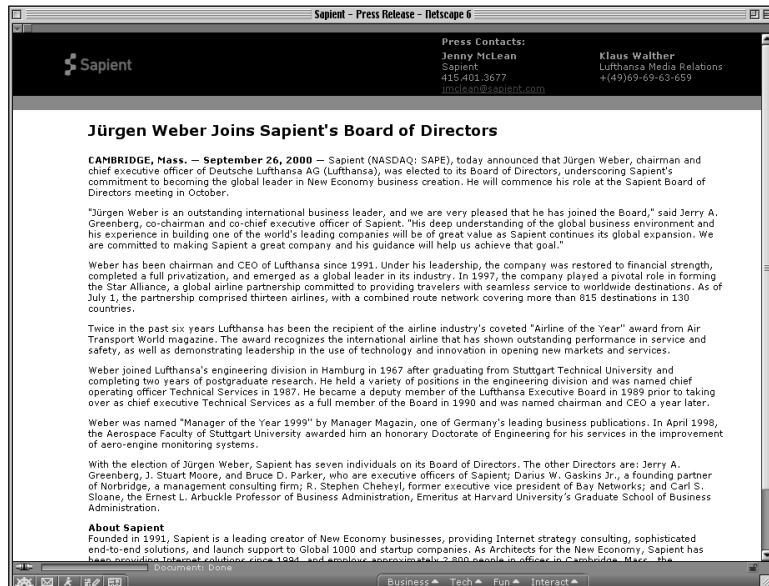 Sapient – Press Release – Netscape 6
Press Contacts:
Jenny McLean
Sapient
415.401.3677
jmclean@sapient.com
Klaus Walther
Lufthansa Media Relations
+(49)69-69-63-659
Sapient
Jürgen Weber Joins Sapient's Board of Directors
CAMBRIDGE, Mass. — September 26, 2000 — Sapient (NASDAQ: SAPE), today announced that Jürgen Weber, chairman and
chief executive officer of Deutsche Lufthansa AG (Lufthansa), was elected to its Board of Directors, underscoring Sapient's
commitment to becoming the global leader in New Economy business creation. He will commence his role at the Sapient Board of
Directors meeting in October.
"Jürgen Weber is an outstanding international business leader, and we are very pleased that he has joined the Board," said Jerry A.
Greenberg, co-chairman and co-chief executive officer of Sapient. "His deep understanding of the global business environment and
his experience in building one of the world's leading companies will be of great value as Sapient continues its global expansion. We
are committed to making Sapient a great company and his guidance will help us achieve that goal."
Weber has been chairman and CEO of Lufthansa since 1991. Under his leadership, the company was restored to financial strength,
completed a full privatization, and emerged as a global leader in its industry. In 1997, the company played a pivotal role in forming
the Star Alliance, a global airline partnership committed to providing travelers with seamless service to worldwide destinations. As of
July 1, the partnership comprised thirteen airlines, with a combined route network covering more than 815 destinations in 130
countries.
Twice in the past six years Lufthansa has been the recipient of the airline industry's coveted "Airline of the Year" award from Air
Transport World magazine. The award recognizes the international airline that has shown outstanding performance in service and
safety, as well as demonstrating leadership in the use of technology and innovation in opening new markets and services.
Weber joined Lufthansa's engineering division in Hamburg in 1967 after graduating from Stuttgart Technical University and
completing two years of postgraduate research. He held a variety of positions in the engineering division and was named chief
operating officer Technical Services in 1987. He became a deputy member of the Lufthansa Executive Board in 1989 prior to taking
over as chief executive Technical Services as a full member of the Board in 1990 and was named chairman and CEO a year later.
Weber was named "Manager of the Year 1999" by Manager Magazin, one of Germany's leading business publications. In April 1998,
the Aerospace Faculty of Stuttgart University awarded him an honorary Doctorate of Engineering for his services in the improvement
of aero-engine monitoring systems.
With the election of Jürgen Weber, Sapient has seven individuals on its Board of Directors. The other Directors are: Jerry A.
Greenberg, J. Stuart Moore, and Bruce D. Parker, who are executive officers of Sapient; Darius W. Gaskins Jr., a founding partner
of Norbridge, a management consulting firm; R. Stephen Cheheyl, former executive vice president of Bay Networks; and Carl S.
Sloane, the Ernest L. Arbuckle Professor of Business Administration, Emeritus at Harvard University's Graduate School of Business
Administration.
About Sapient
Founded in 1991, Sapient is a leading creator of New Economy businesses, providing Internet strategy consulting, sophisticated
end-to-end solutions, and launch support to Global 1000 and startup companies. As Architects for the New Economy, Sapient has
been providing Internet solutions since 1994, and employs approximately 2,800 people in offices in Cambridge, Mass., the
Document: Done
Business Tech Fun Interact